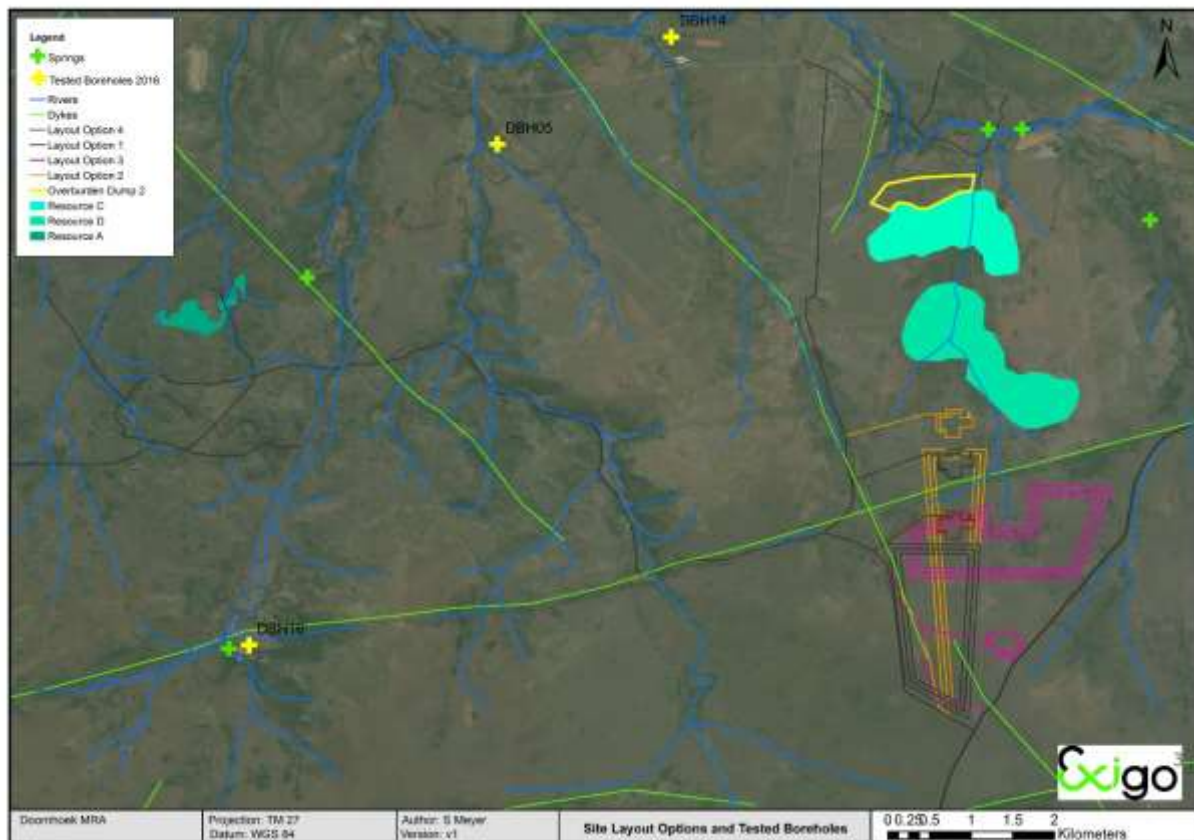 Legend
Springs
Tested Boreholes 2016
Rivers
Dykes
Layout Option 4
Layout Option 1
Layout Option 3
Layout Option 2
Overburden Dump 2
Resource C
Resource D
Resource A
DBH14
N
DBH05
DBH16
Exigo
Doornhoek MRA
Projection: TM 27
Datum: WGS 84
Author: S Meyer
Version: v1
Site Layout Options and Tested Boreholes
0 0.25 0.5 1 1.5 2
Kilometers